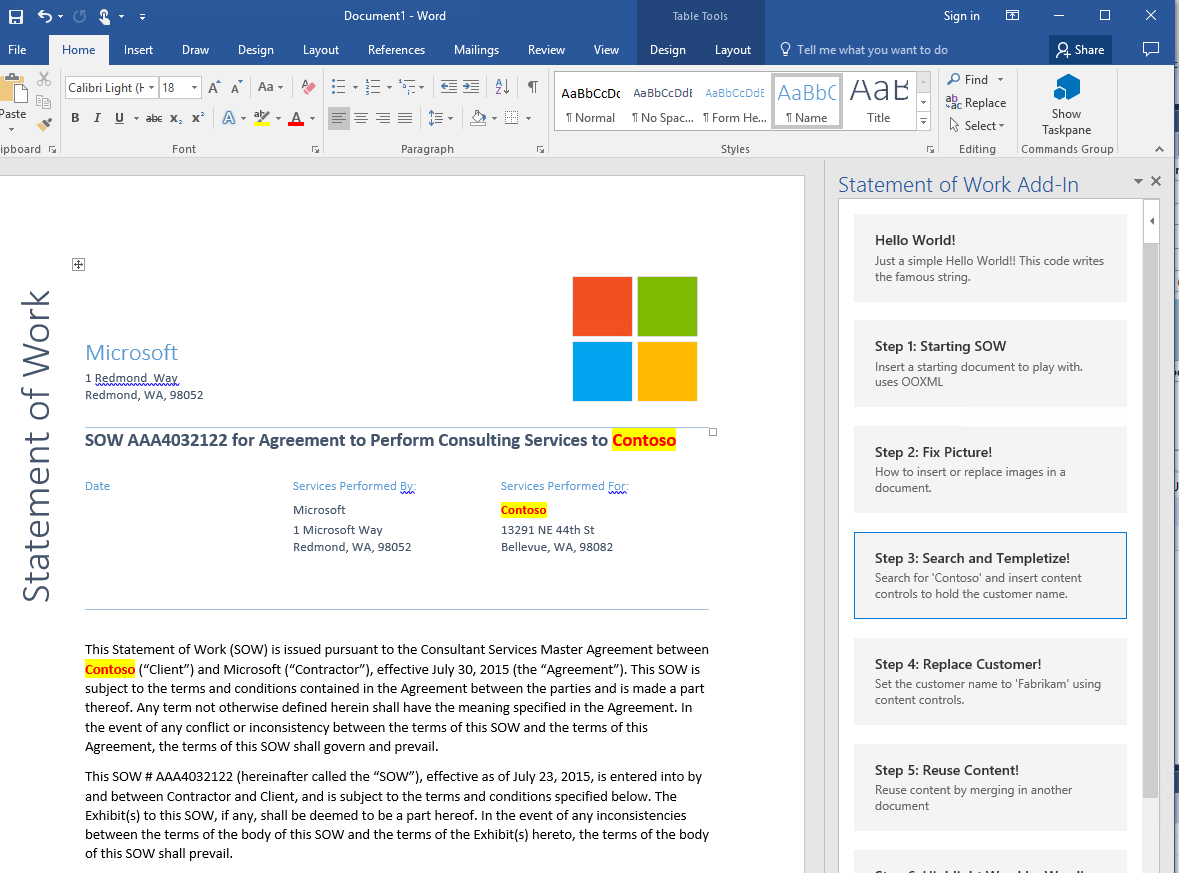 Document1 - Word
Table Tools
Sign in
File Home Insert Draw Design Layout References Mailings Review View Design Layout Tell me what you want to do Share
Paste
Calibri Light (H 18 A A Aa
B I U abc x₂ x² A ab A
AaBbCcDc AaBbCcDdE AaBbCcDdE AaBbC AaB
¶ Normal ¶ No Spac... ¶ Form He... ¶ Name Title
Find
Replace
Select
Show
Taskpane
Font Paragraph Styles Editing Commands Group
Statement of Work
Microsoft
1 Redmond Way
Redmond, WA, 98052
SOW AAA4032122 for Agreement to Perform Consulting Services to Contoso
Date Services Performed By: Services Performed For:
Microsoft Contoso
1 Microsoft Way 13291 NE 44th St
Redmond, WA, 98052 Bellevue, WA, 98082
This Statement of Work (SOW) is issued pursuant to the Consultant Services Master Agreement between
Contoso (“Client”) and Microsoft (“Contractor”), effective July 30, 2015 (the “Agreement”). This SOW is
subject to the terms and conditions contained in the Agreement between the parties and is made a part
thereof. Any term not otherwise defined herein shall have the meaning specified in the Agreement. In
the event of any conflict or inconsistency between the terms of this SOW and the terms of this
Agreement, the terms of this SOW shall govern and prevail.
This SOW # AAA4032122 (hereinafter called the “SOW”), effective as of July 23, 2015, is entered into by
and between Contractor and Client, and is subject to the terms and conditions specified below. The
Exhibit(s) to this SOW, if any, shall be deemed to be a part hereof. In the event of any inconsistencies
between the terms of the body of this SOW and the terms of the Exhibit(s) hereto, the terms of the body
of this SOW shall prevail.
Statement of Work Add-In
Hello World!
Just a simple Hello World!! This code writes
the famous string.
Step 1: Starting SOW
Insert a starting document to play with.
uses OOXML
Step 2: Fix Picture!
How to insert or replace images in a
document.
Step 3: Search and Templetize!
Search for 'Contoso' and insert content
controls to hold the customer name.
Step 4: Replace Customer!
Set the customer name to 'Fabrikam' using
content controls.
Step 5: Reuse Content!
Reuse content by merging in another
document